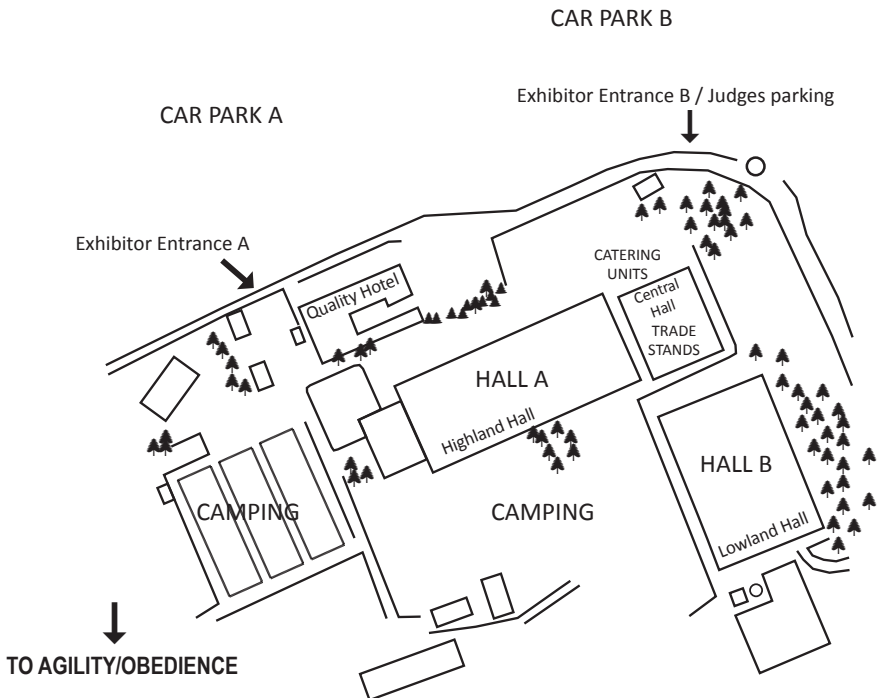 CAR PARK B
Exhibitor Entrance B / Judges parking
CAR PARK A
Exhibitor Entrance A
CATERING
UNITS
Quality Hotel
Central
Hall
TRADE
STANDS
HALL A
Highland Hall
HALL B
Lowland Hall
CAMPING
CAMPING
TO AGILITY/OBEDIENCE